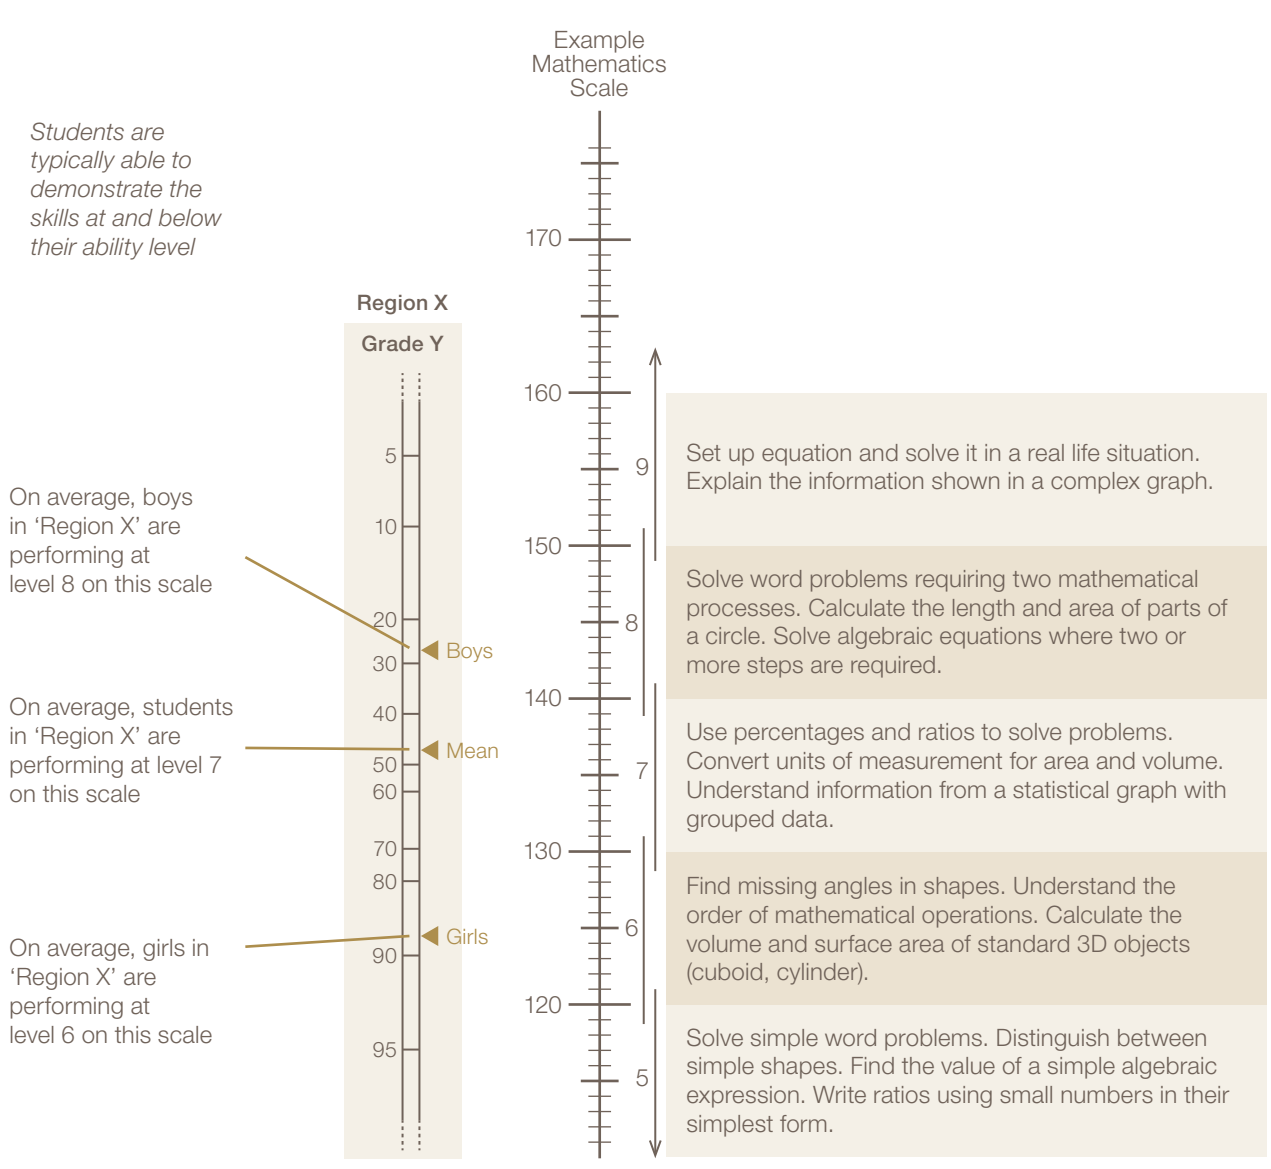 Example
Mathematics
Scale
Students are
typically able to
demonstrate the
skills at and below
their ability level
Region X
Grade Y
5
10
20
30
40
50
60
70
80
90
95
On average, boys
in ‘Region X’ are
performing at
level 8 on this scale
On average, students
in ‘Region X’ are
performing at level 7
on this scale
On average, girls in
‘Region X’ are
performing at
level 6 on this scale
Boys
Mean
Girls
170
160
150
140
130
120
9
8
7
6
5
Set up equation and solve it in a real life situation.
Explain the information shown in a complex graph.
Solve word problems requiring two mathematical
processes. Calculate the length and area of parts of
a circle. Solve algebraic equations where two or
more steps are required.
Use percentages and ratios to solve problems.
Convert units of measurement for area and volume.
Understand information from a statistical graph with
grouped data.
Find missing angles in shapes. Understand the
order of mathematical operations. Calculate the
volume and surface area of standard 3D objects
(cuboid, cylinder).
Solve simple word problems. Distinguish between
simple shapes. Find the value of a simple algebraic
expression. Write ratios using small numbers in their
simplest form.